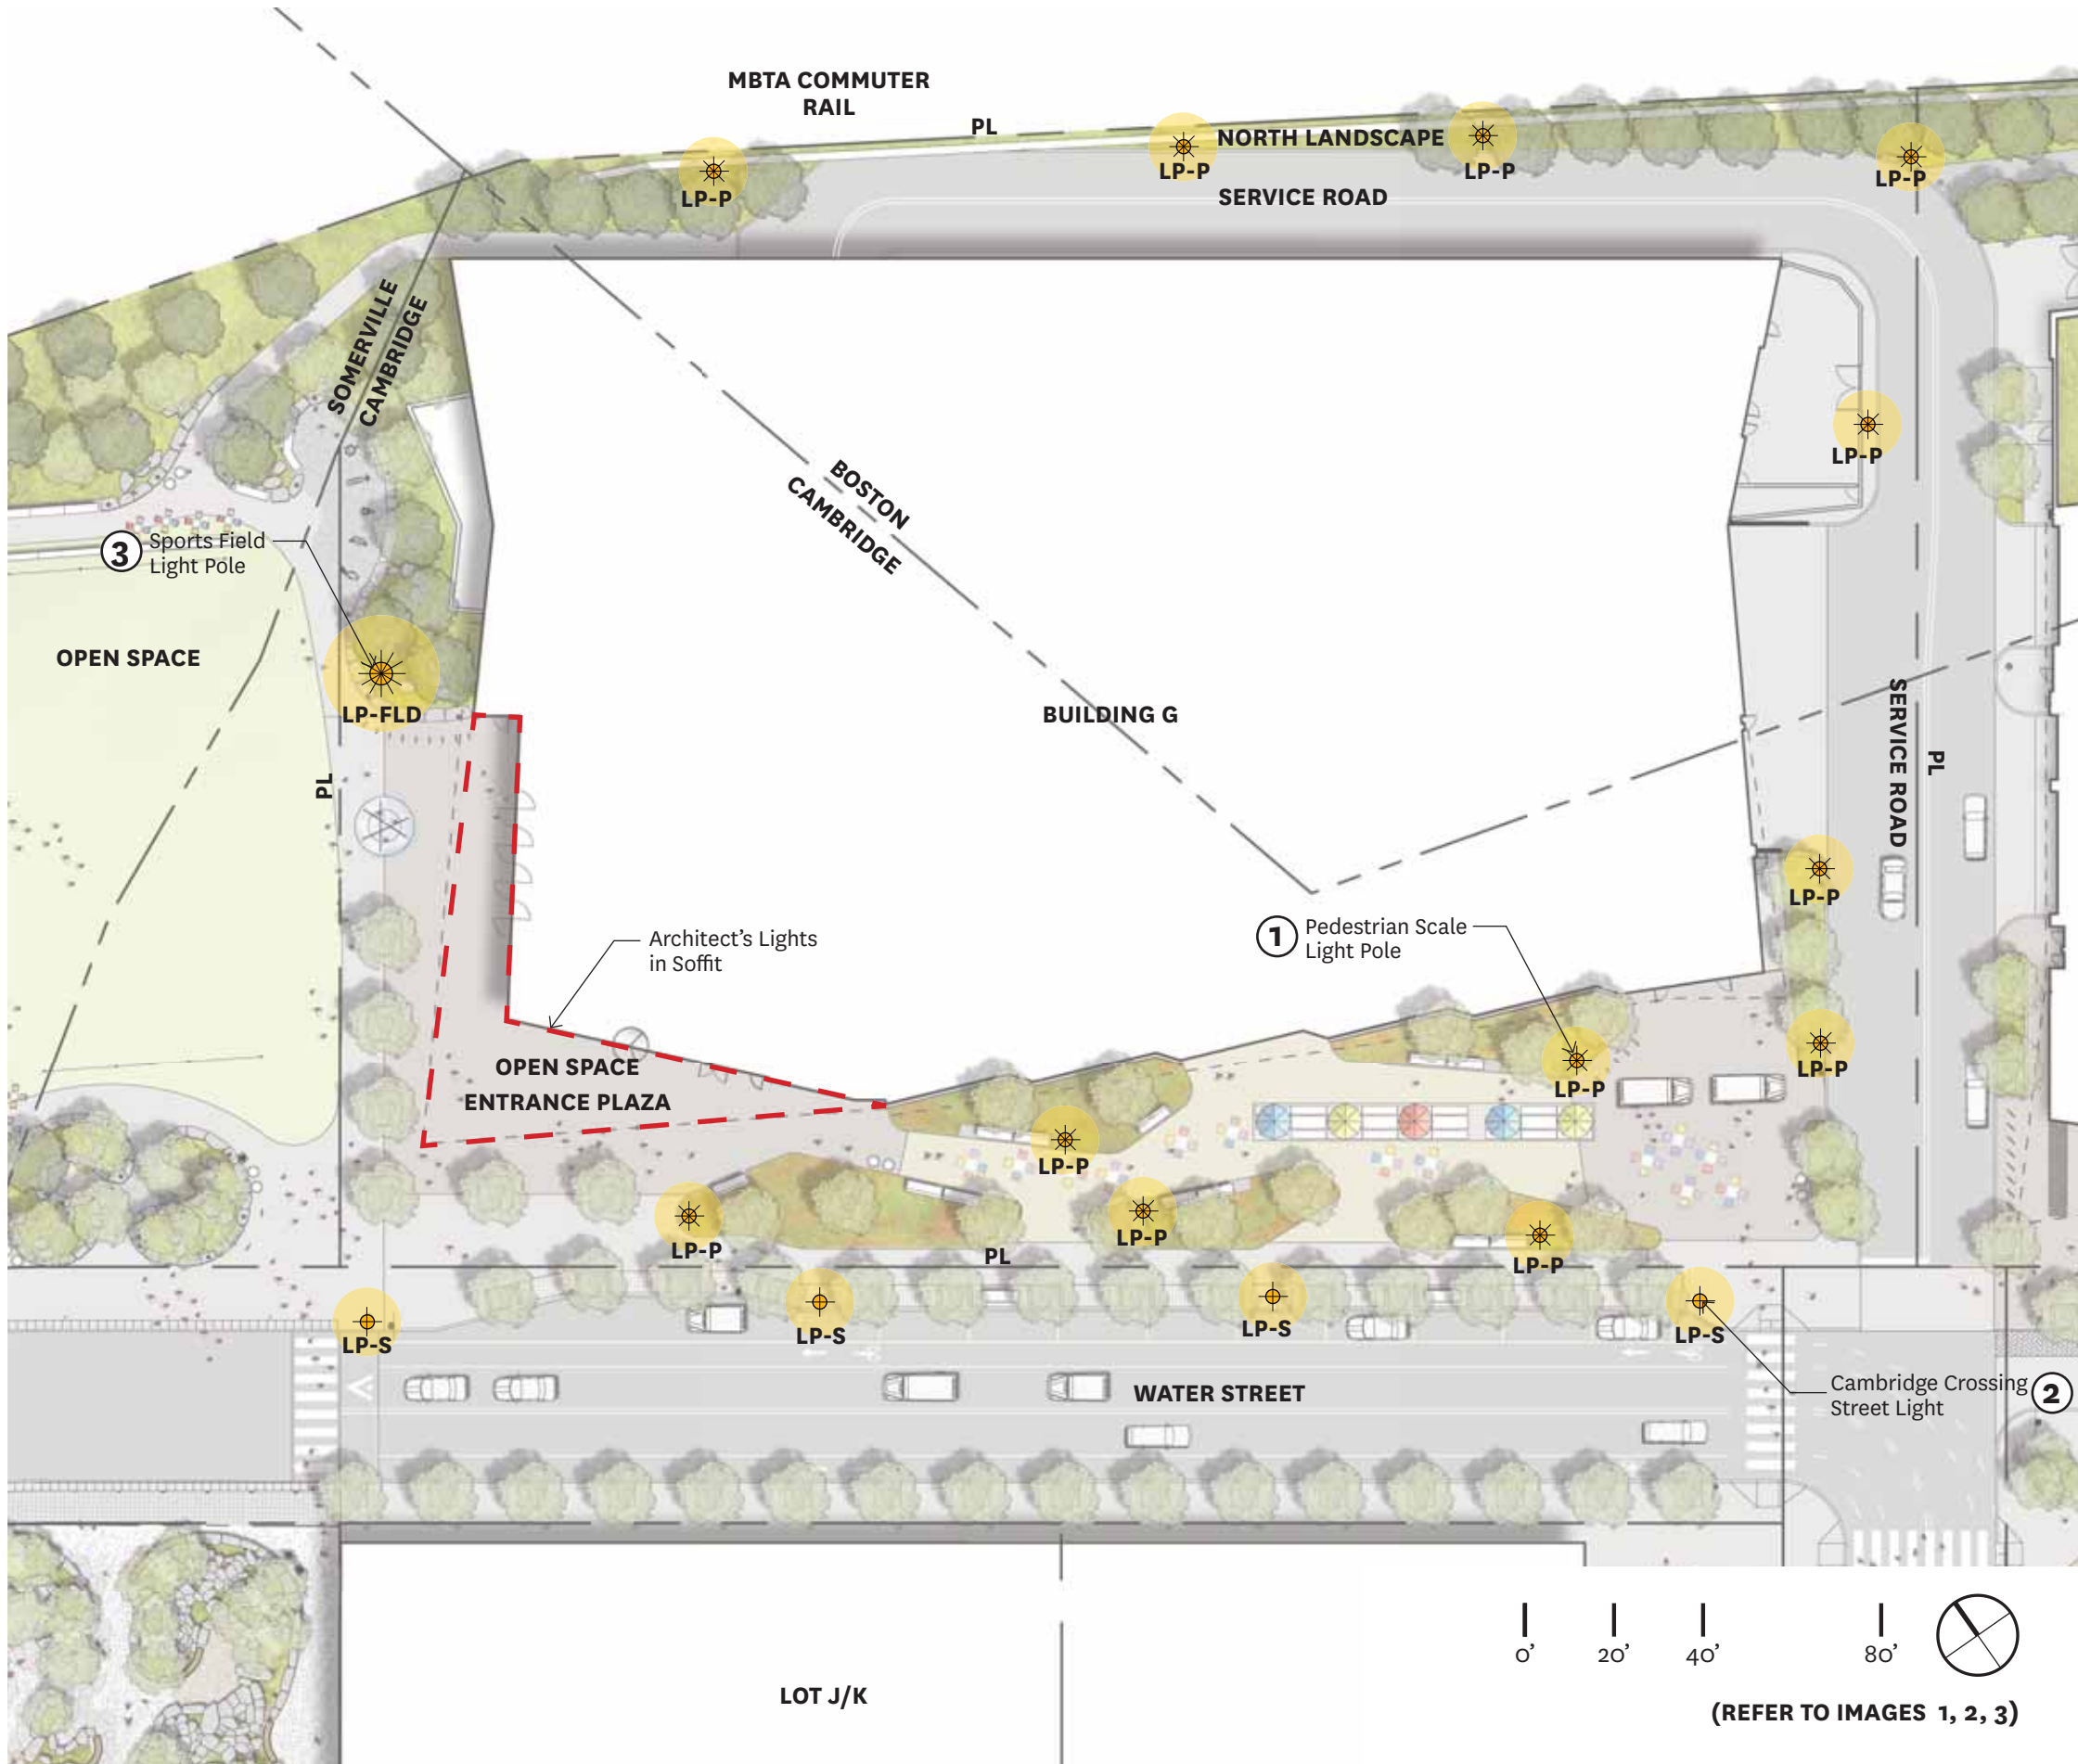 MBTA COMMUTER
RAIL
PL
NORTH LANDSCAPE
LP-P
LP-P
LP-P
LP-P
SERVICE ROAD
SOMERVILLE
CAMBRIDGE
LP-P
BOSTON
CAMBRIDGE
3
Sports Field
Light Pole
OPEN SPACE
LP-FLD
BUILDING G
SERVICE ROAD
PL
PL
LP-P
Architect's Lights
in Soffit
1
Pedestrian Scale
Light Pole
OPEN SPACE
ENTRANCE PLAZA
LP-P
LP-P
LP-P
LP-P
LP-P
LP-P
PL
LP-S
LP-S
LP-S
LP-S
WATER STREET
Cambridge Crossing
Street Light
2
0'
20'
40'
80'
LOT J/K
(REFER TO IMAGES 1, 2, 3)